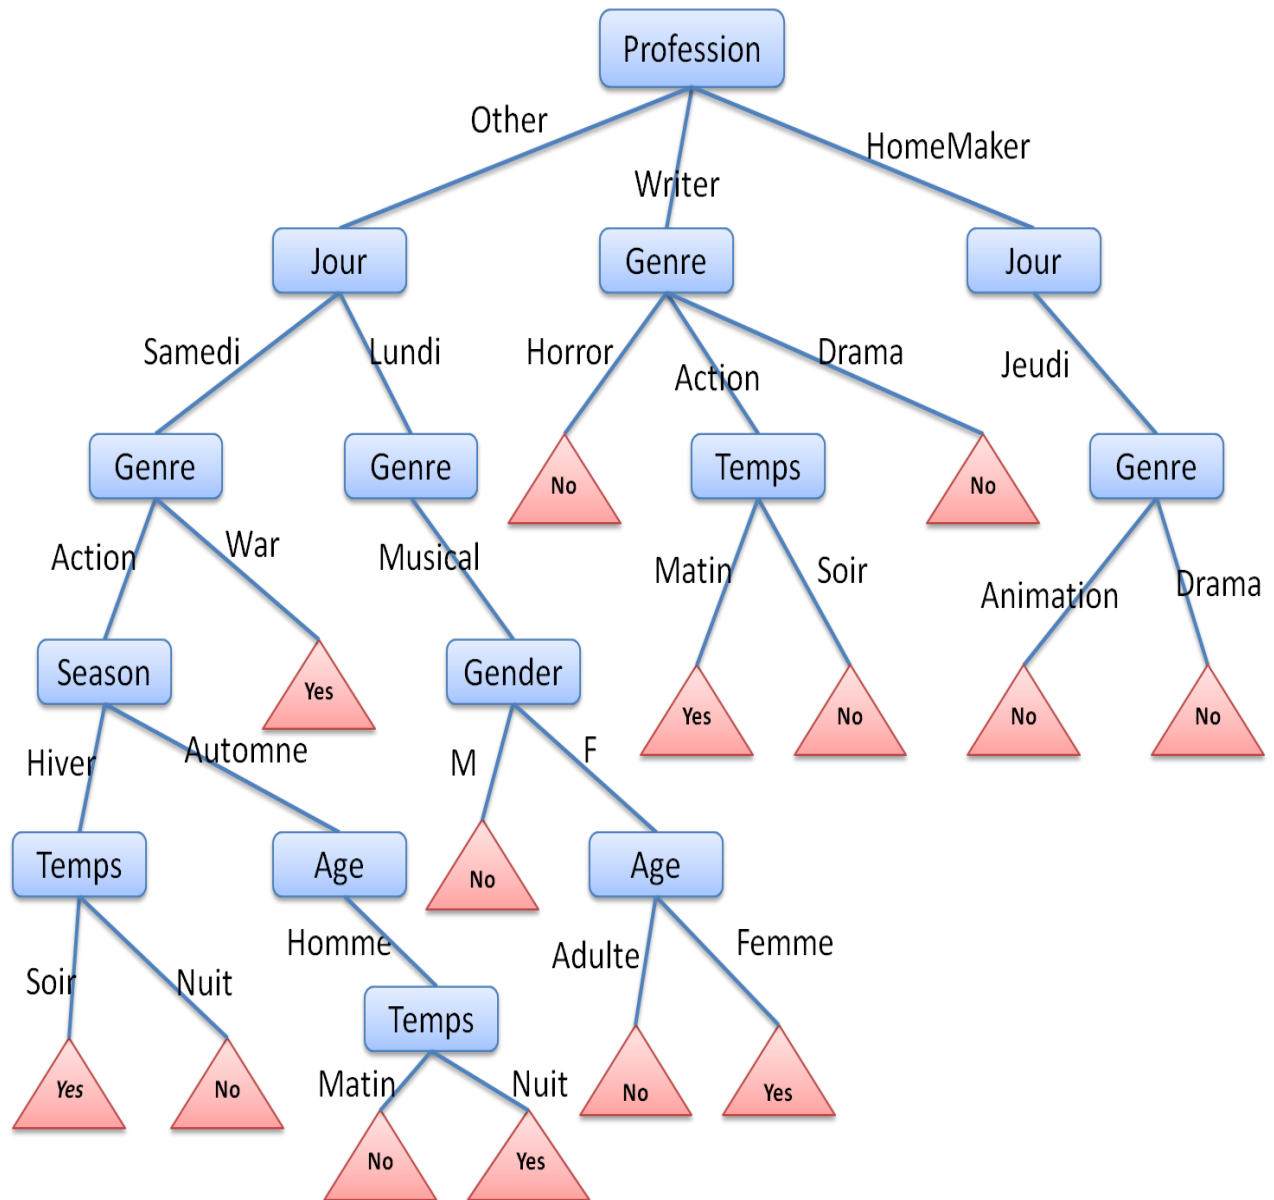 Profession
Other
Writer
HomeMaker
Jour
Genre
Jour
Samedi
Lundi
Horror
Action
Drama
Jeudi
Genre
Genre
No
Temps
No
Genre
Action
War
Musical
Matin
Soir
Animation
Drama
Season
Yes
Gender
Yes
No
No
No
Hiver
Automne
M
F
Temps
Age
No
Age
Soir
Nuit
Homme
Adulte
Femme
Temps
Yes
No
Matin
Nuit
No
Yes
No
Yes